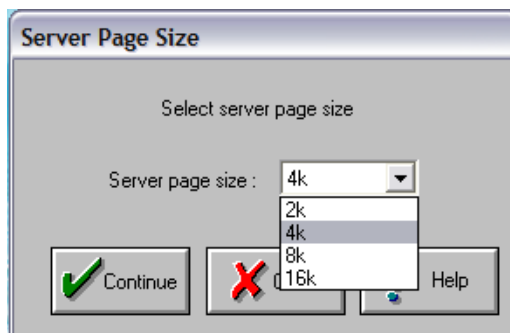 Server Page Size
Select server page size
Server page size : 4k
2k
4k
8k
16k
Continue
Help